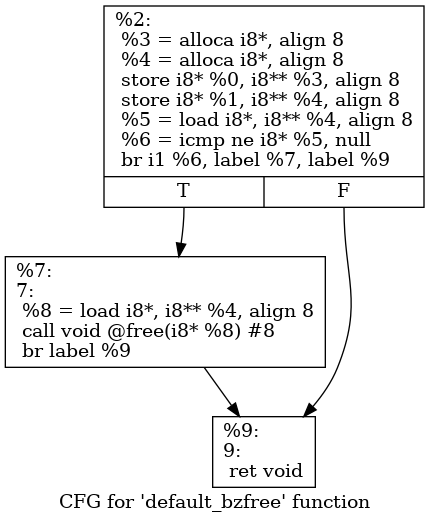 %2:
%3 = alloca i8*, align 8
%4 = alloca i8*, align 8
store i8* %0, i8** %3, align 8
store i8* %1, i8** %4, align 8
%5 = load i8*, i8** %4, align 8
%6 = icmp ne i8* %5, null
br i1 %6, label %7, label %9
T F
%7:
7:
%8 = load i8*, i8** %4, align 8
call void @free(i8* %8) #8
br label %9
%9:
9:
ret void
CFG for 'default_bzfree' function